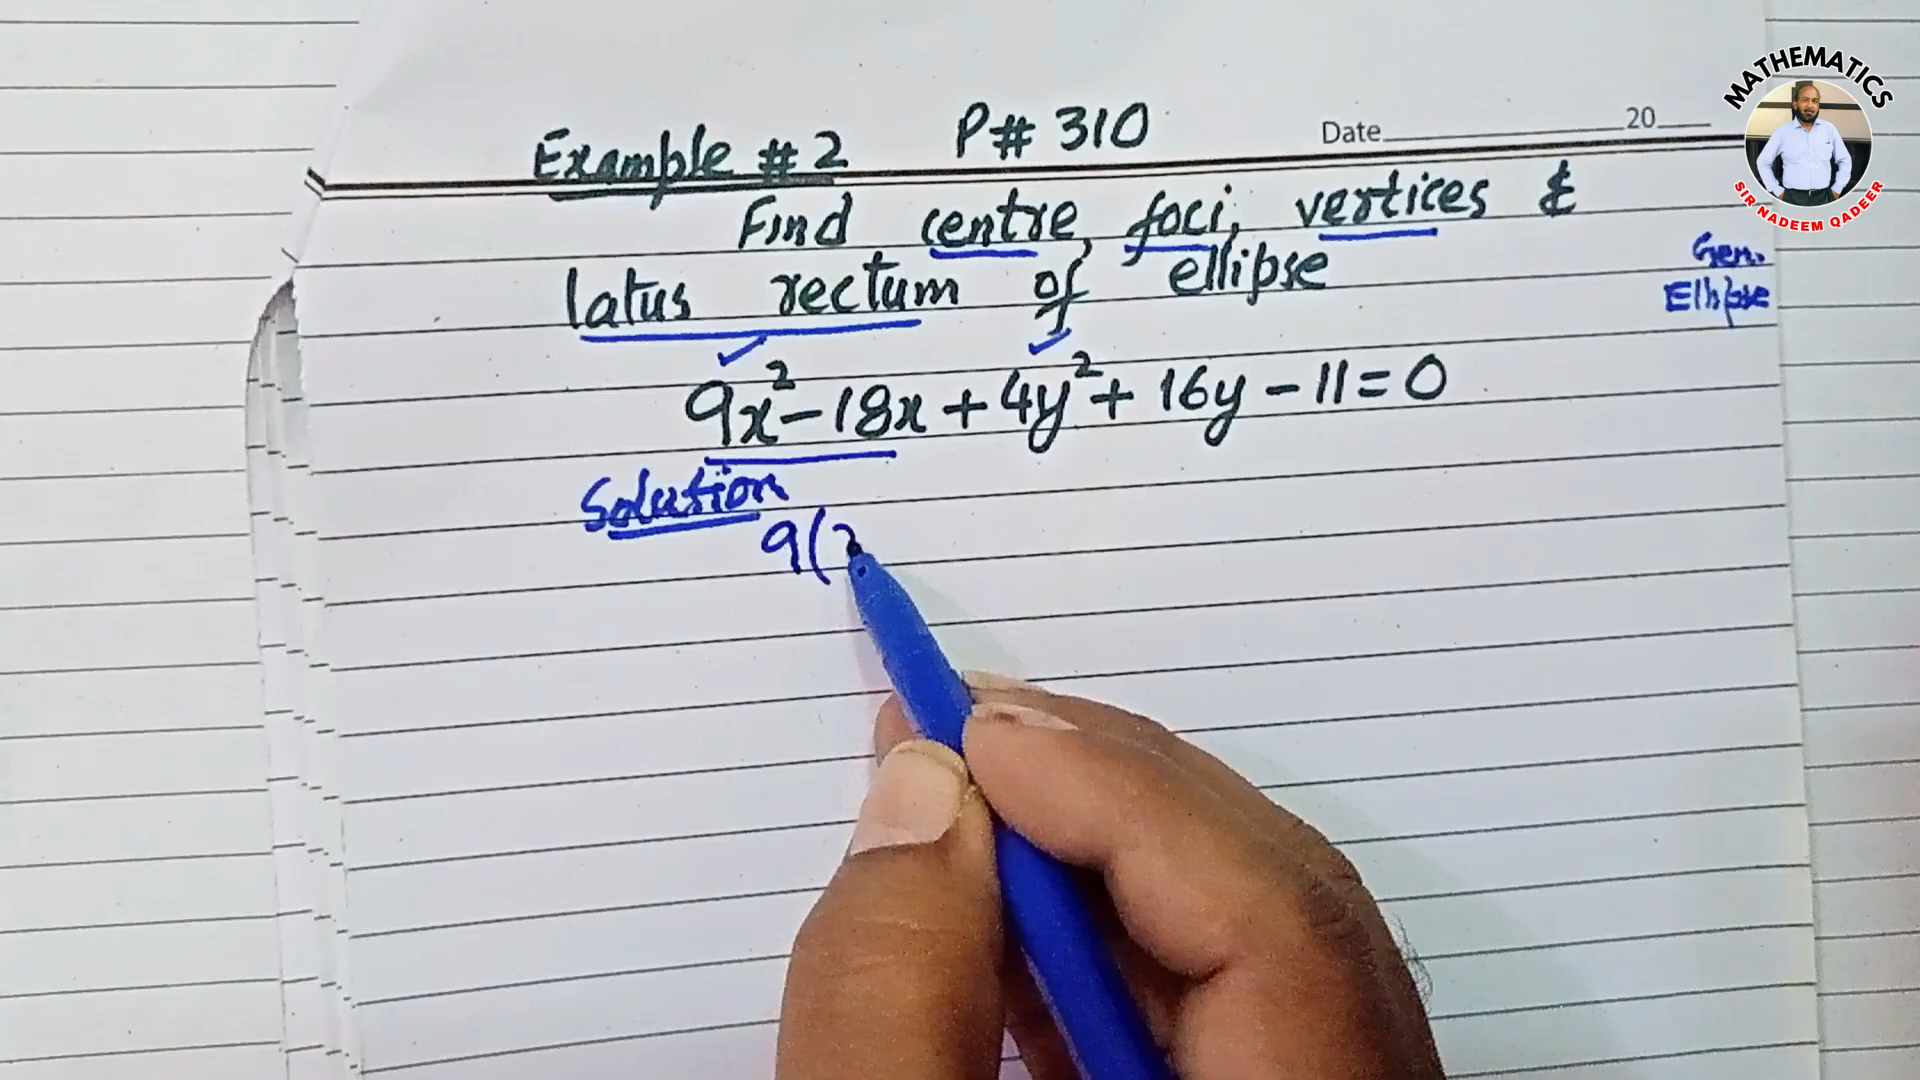 MATHEMATICS
Example # 2 P# 310 Date 20
SIR NADEEM QADEER
Find centre, foci, vertices &
Gen.
latus rectum of ellipse
Ellipse
9x² - 18x + 4y² + 16y - 11 = 0
Solution
9(